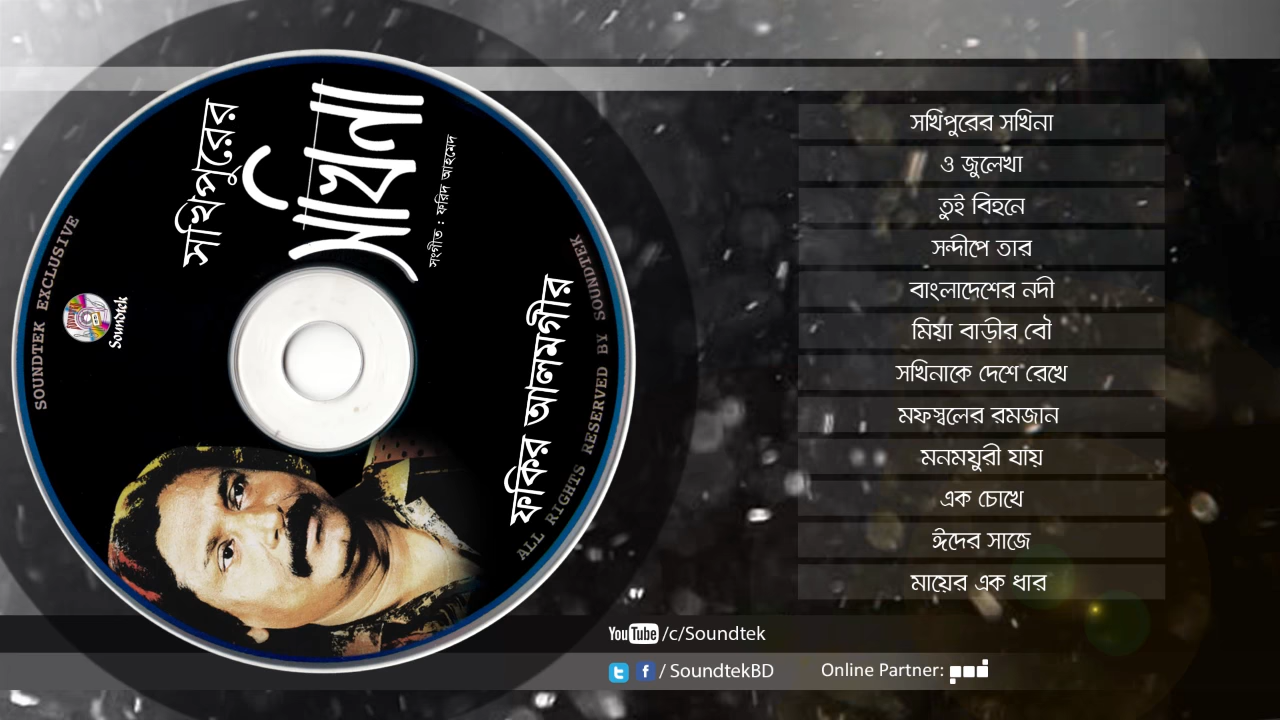 সখিপুরের
সখিনা
সংগীত : ফরিদ আহমেদ
ফকির আলমগীর
SOUNDTEK EXCLUSIVE
Soundtek
ALL RIGHTS RESERVED BY SOUNDTEK
সখিপুরের সখিনা
ও জুলেখা
তুই বিহনে
সন্দীপে তার
বাংলাদেশের নদী
মিয়া বাড়ীর বৌ
সখিনাকে দেশে রেখে
মফস্বলের রমজান
মনময়ুরী যায়
এক চোখে
ঈদের সাজে
মায়ের এক ধার
YouTube /c/Soundtek
/ SoundtekBD
Online Partner: